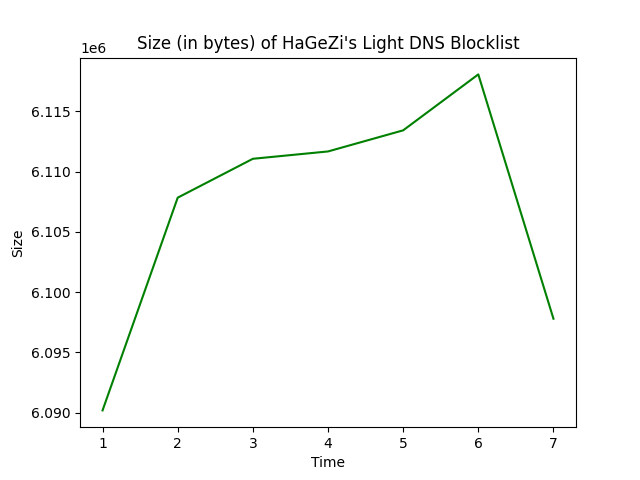 Size (in bytes) of HaGeZi's Light DNS Blocklist
1e6
6.115
6.110
6.105
6.100
6.095
6.090
Size
1 2 3 4 5 6 7
Time